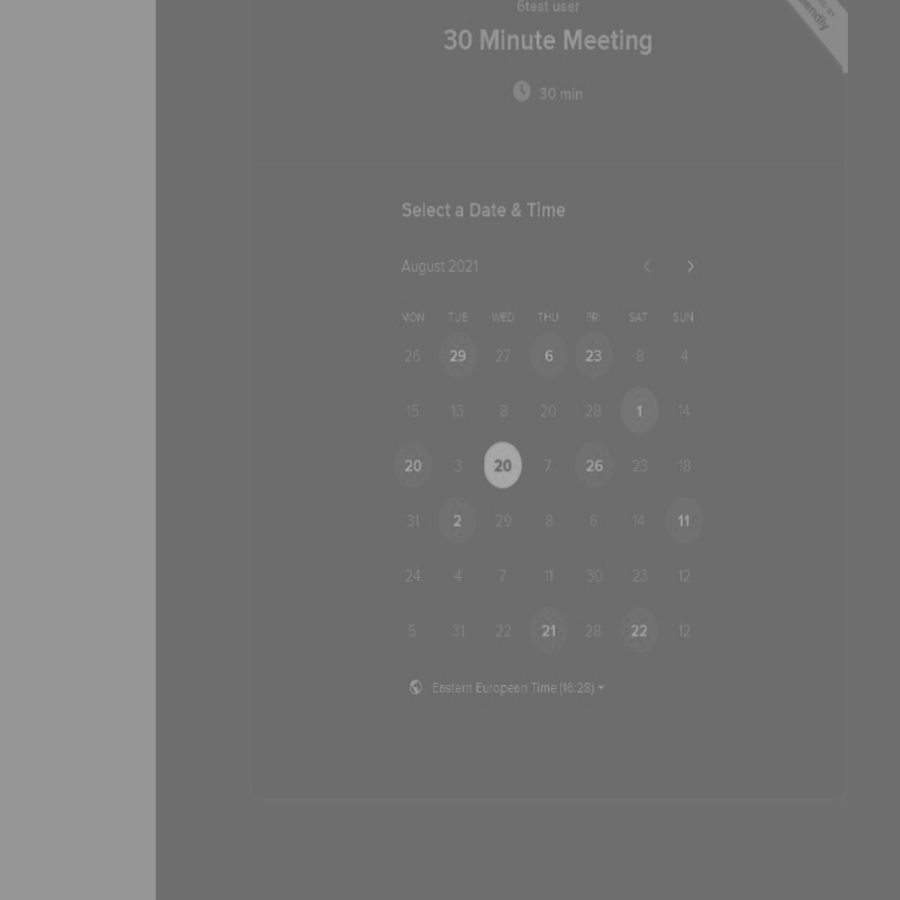 6test user
30 Minute Meeting
30 min
Select a Date & Time
August 2021
MON TUE WED THU FRI SAT SUN
26 29 27 6 23 8 4
15 13 8 20 28 1 14
20 3 20 7 26 23 18
31 2 29 8 6 14 11
24 4 7 11 30 23 12
5 31 22 21 28 22 12
Eastern European Time (16:28)